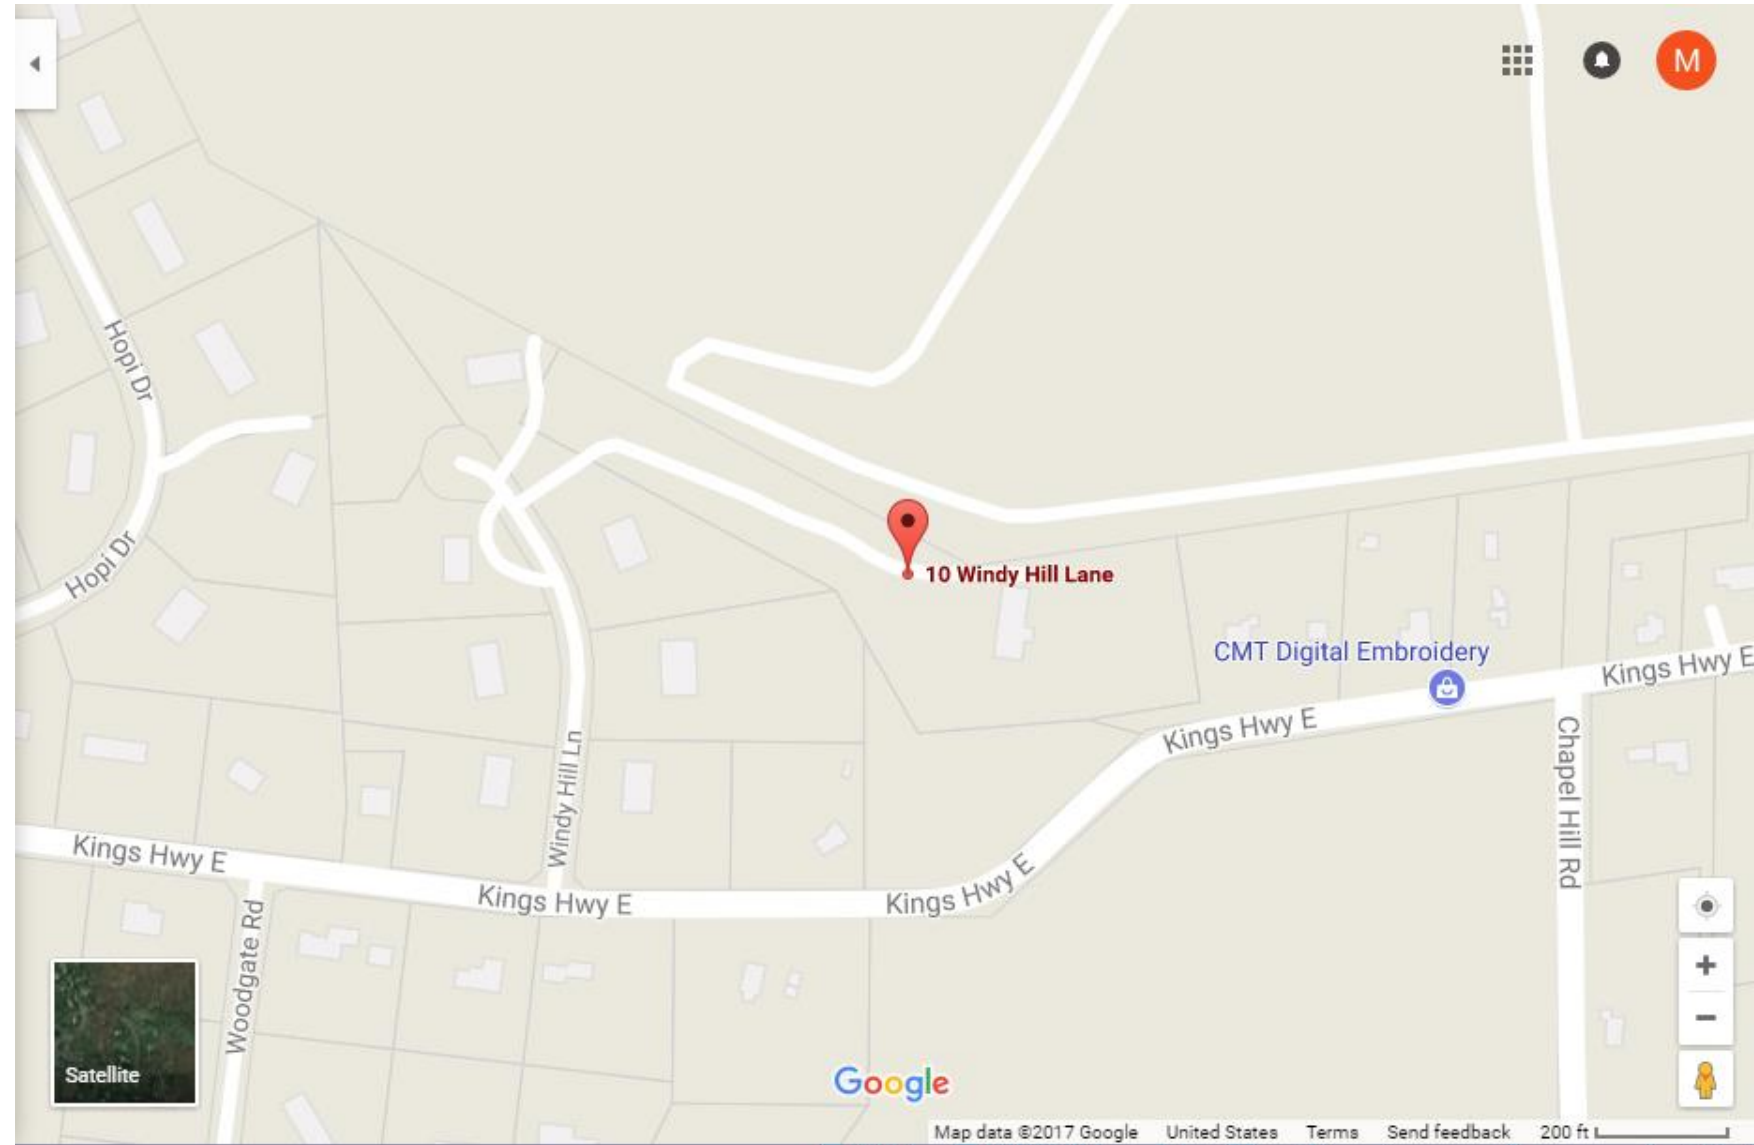 M
Hopi Dr
Hopi Dr
10 Windy Hill Lane
CMT Digital Embroidery
Kings Hwy E
Kings Hwy E
Chapel Hill Rd
Windy Hill Ln
Kings Hwy E
Kings Hwy E
Kings Hwy E
Woodgate Rd
Satellite
Google
Map data ©2017 Google United States Terms Send feedback 200 ft